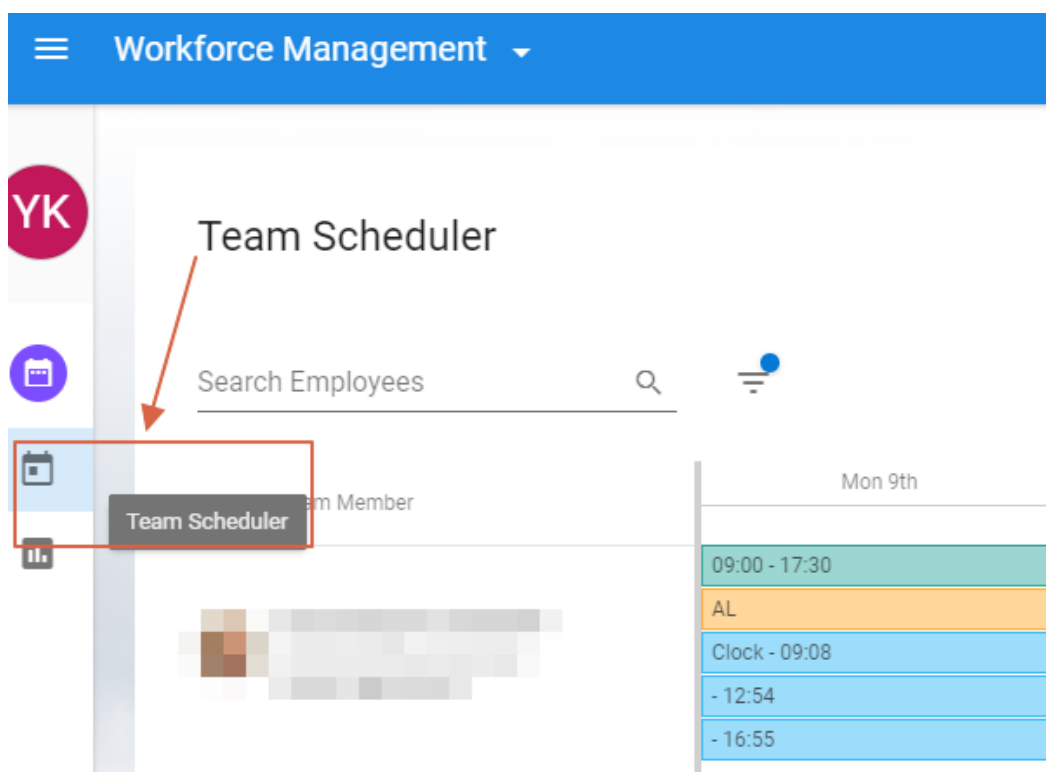 Workforce Management
YK
Team Scheduler
Search Employees
Mon 9th
Member
Team Scheduler
09:00 - 17:30
AL
Clock - 09:08
- 12:54
- 16:55